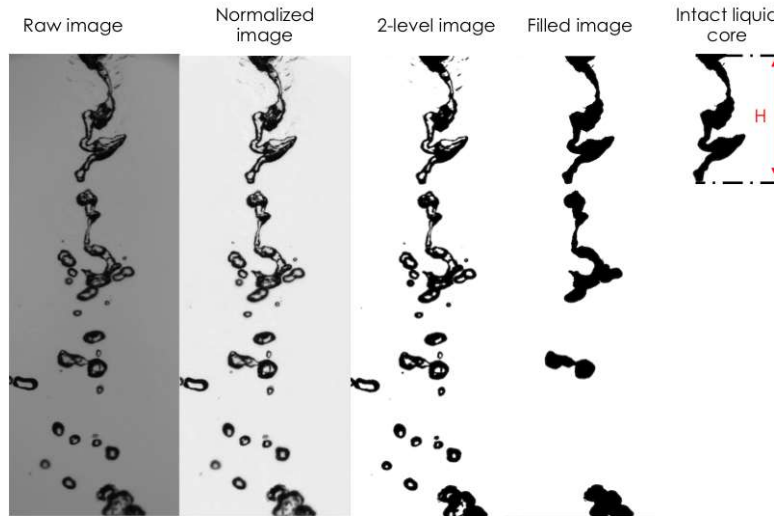 Raw image
Normalized
image
2-level image
Filled image
Intact liquid
core
H